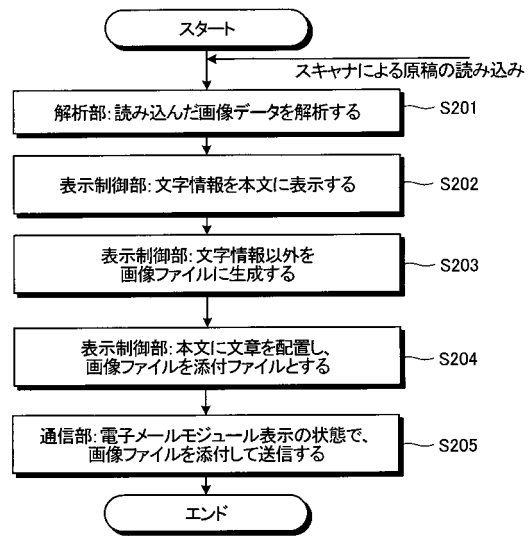 スタート
スキャナによる原稿の読み込み
解析部:読み込んだ画像データを解析する
S201
表示制御部:文字情報を本文に表示する
S202
表示制御部:文字情報以外を
画像ファイルに生成する
S203
表示制御部:本文に文章を配置し、
画像ファイルを添付ファイルとする
S204
通信部:電子メールモジュール表示の状態で、
画像ファイルを添付して送信する
S205
エンド